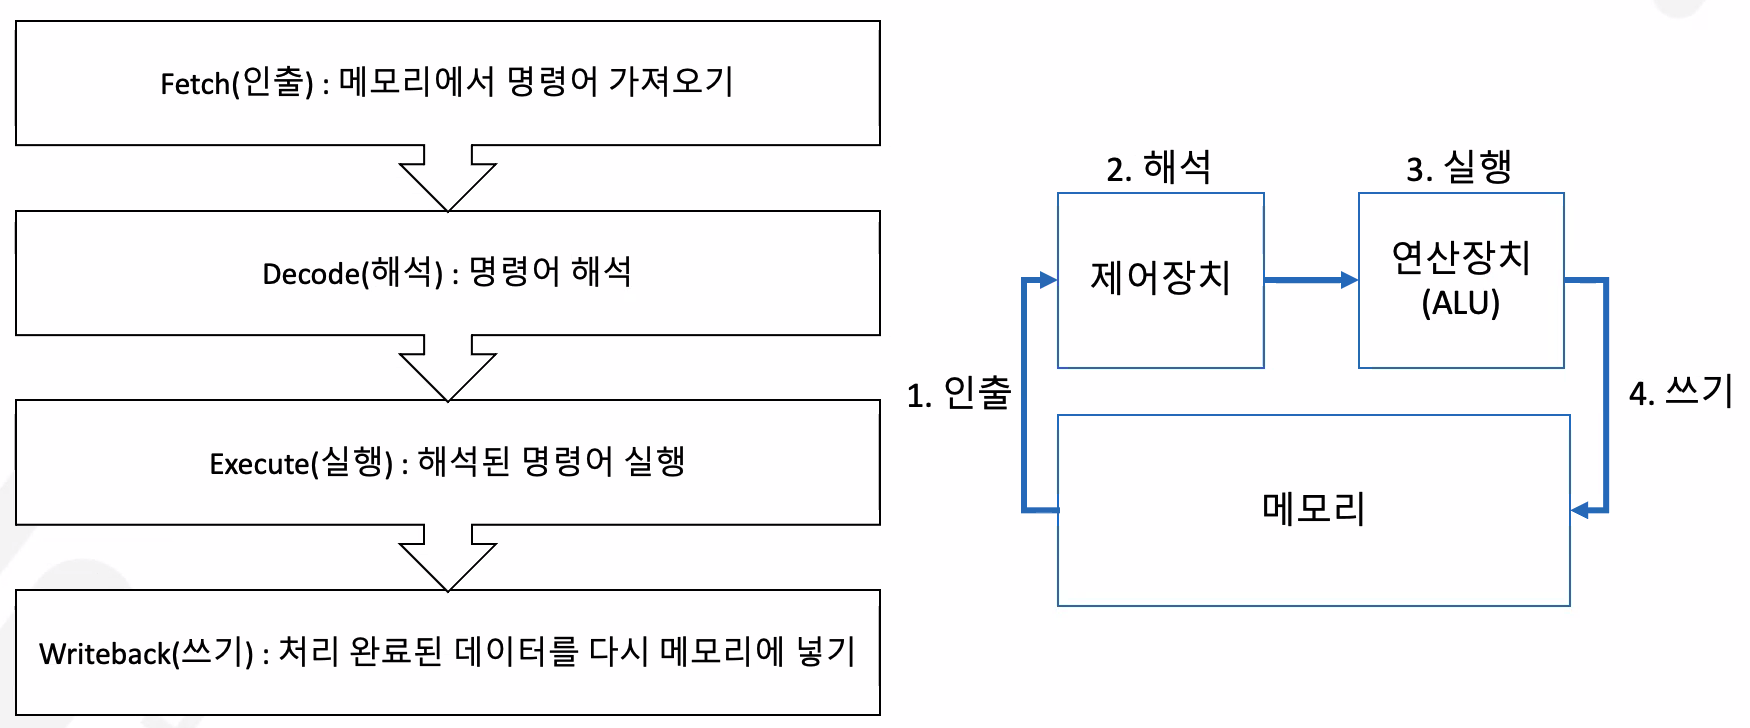 Fetch(인출) : 메모리에서 명령어 가져오기
Decode(해석) : 명령어 해석
Execute(실행) : 해석된 명령어 실행
Writeback(쓰기) : 처리 완료된 데이터를 다시 메모리에 넣기
2. 해석
3. 실행
제어장치
연산장치
(ALU)
1. 인출
4. 쓰기
메모리